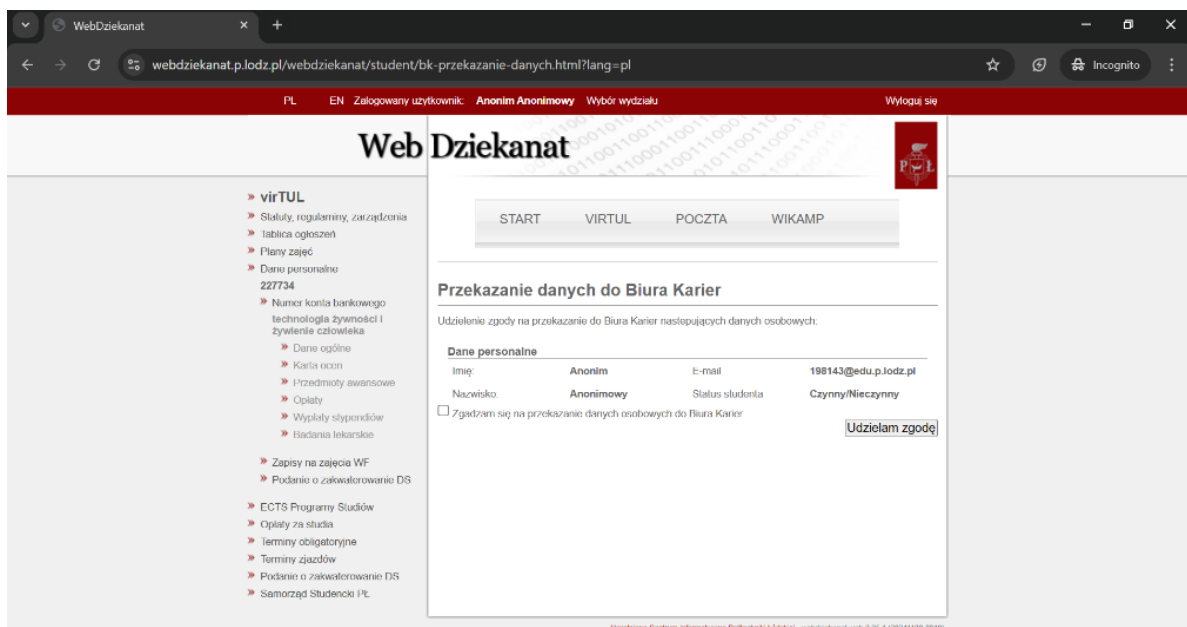 WebDziekanat
webdziekanat.p.lodz.pl/webdziekanat/student/bk-przekazanie-danych.html?lang=pl
Incognito
PL EN Zalogowany użytkownik: Anonim Anonimowy Wybór wydziału Wyloguj się
Web Dziekanat
P Ł
virTUL
Statuty, regulaminy, zarządzenia
Tablica ogłoszeń
Plany zajęć
Dane personalne
227734
Numer konta bankowego
technologia żywności i
żywienie człowieka
Dane ogólne
Karta ocen
Przedmioty awansowe
Opłaty
Wypłaty stypendiów
Badania lekarskie
Zapisy na zajęcia WF
Podanie o zakwaterowanie DS
ECTS Programy Studiów
Opłaty za studia
Terminy obligatoryjne
Terminy zjazdów
Podanie o zakwaterowanie DS
Samorząd Studencki PŁ
START VIRTUL POCZTA WIKAMP
Przekazanie danych do Biura Karier
Udzielenie zgody na przekazanie do Biura Karier następujących danych osobowych:
Dane personalne
Imię: Anonim E-mail 198143@edu.p.lodz.pl
Nazwisko: Anonimowy Status studenta Czynny/Nieczynny
Zgadzam się na przekazanie danych osobowych do Biura Karier
Udzielam zgodę